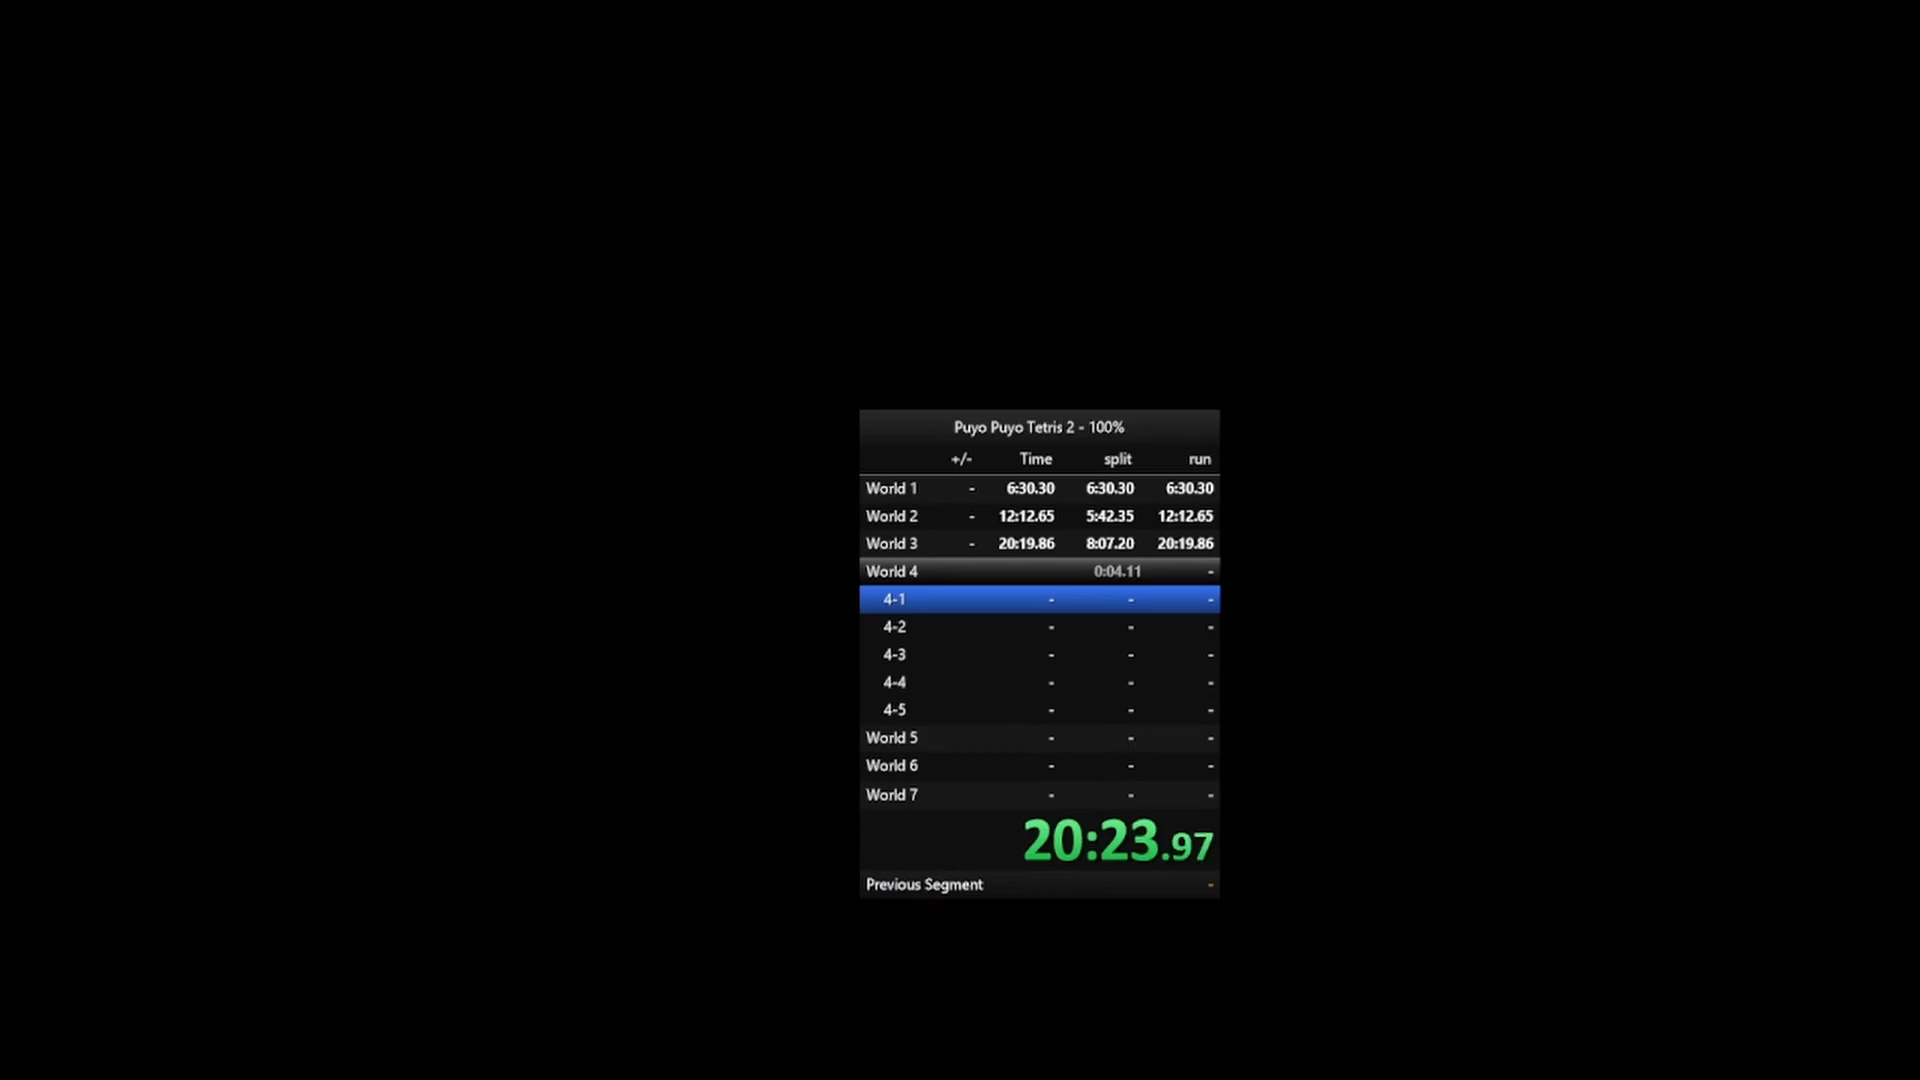 Puyo Puyo Tetris 2 - 100%
+/- Time split run
World 1 - 6:30.30 6:30.30 6:30.30
World 2 - 12:12.65 5:42.35 12:12.65
World 3 - 20:19.86 8:07.20 20:19.86
World 4 0:04.11 -
4-1 - - -
4-2 - - -
4-3 - - -
4-4 - - -
4-5 - - -
World 5 - - -
World 6 - - -
World 7 - - -
20:23.97
Previous Segment -